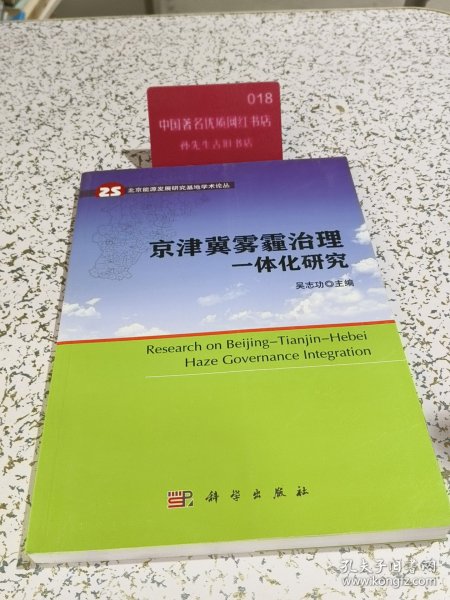 018
中国著名优质网红书店
孙先生古旧书店
2S 北京能源发展研究基地学术论丛
京津冀雾霾治理
一体化研究
吴志功◎主编
Research on Beijing-Tianjin-Hebei
Haze Governance Integration
科学出版社
孔夫子旧书网
www.kongfz.com